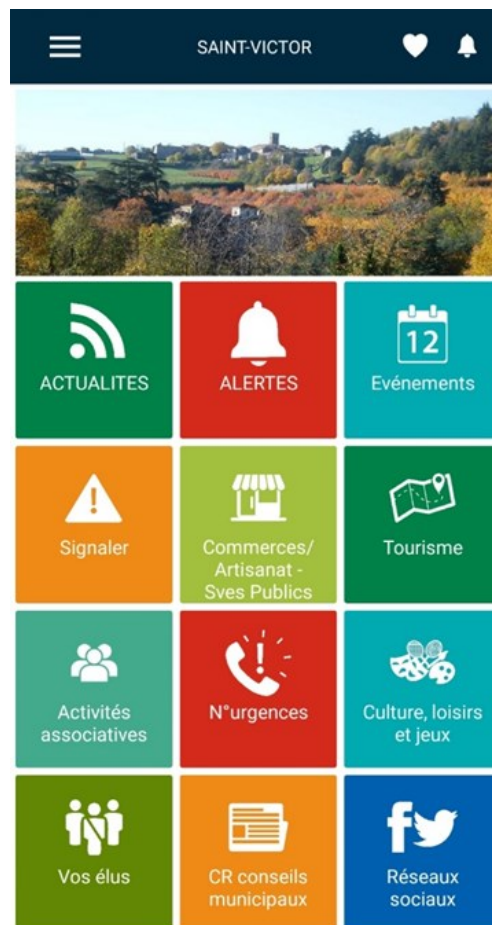 SAINT-VICTOR
ACTUALITES
ALERTES
12
Evénements
Signaler
Commerces/
Artisanat -
Sves Publics
Tourisme
Activités
associatives
N°urgences
Culture, loisirs
et jeux
Vos élus
CR conseils
municipaux
Réseaux
sociaux